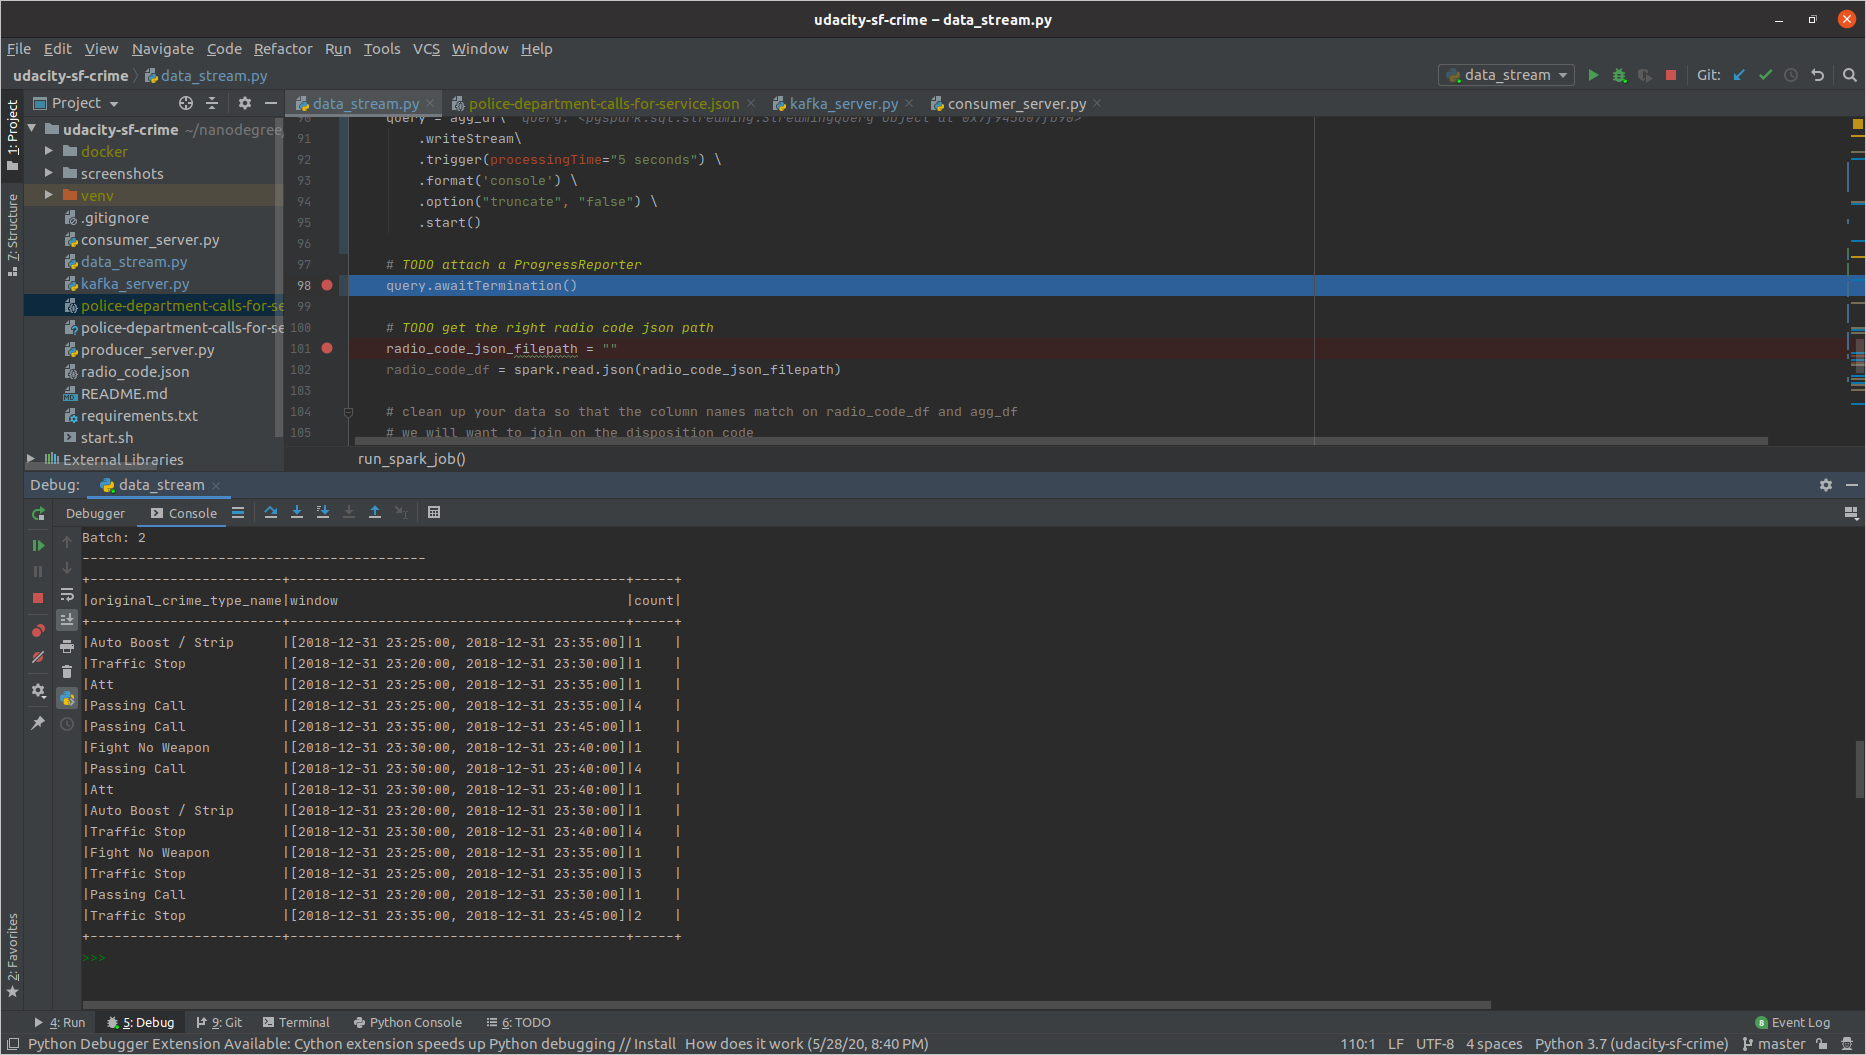 udacity-sf-crime – data_stream.py
File Edit View Navigate Code Refactor Run Tools VCS Window Help
udacity-sf-crime data_stream.py
data_stream Git:
1: Project
7: Structure
2: Favorites
Project
udacity-sf-crime ~/nanodegree
docker
screenshots
venv
.gitignore
consumer_server.py
data_stream.py
kafka_server.py
police-department-calls-for-se
police-department-calls-for-se
producer_server.py
radio_code.json
README.md
requirements.txt
start.sh
External Libraries
data_stream.py police-department-calls-for-service.json kafka_server.py consumer_server.py
90 query = agg_df\ query: <pyspark.sql.streaming.StreamingQuery object at
91 .writeStream\
92 .trigger(processingTime="5 seconds") \
93 .format('console') \
94 .option("truncate", "false") \
95 .start()
96
97 # TODO attach a ProgressReporter
98 query.awaitTermination()
99
100 # TODO get the right radio code json path
101 radio_code_json_filepath = ""
102 radio_code_df = spark.read.json(radio_code_json_filepath)
103
104 # clean up your data so that the column names match on radio_code_df and agg_df
105 # we will want to join on the disposition code
run_spark_job()
Debug: data_stream
Debugger Console
Batch: 2
-------------------------------------------
+------------------------+------------------------------------------+-----+
|original_crime_type_name|window                                    |count|
+------------------------+------------------------------------------+-----+
|Auto Boost / Strip      |[2018-12-31 23:25:00, 2018-12-31 23:35:00]|1    |
|Traffic Stop            |[2018-12-31 23:20:00, 2018-12-31 23:30:00]|1    |
|Att                     |[2018-12-31 23:25:00, 2018-12-31 23:35:00]|1    |
|Passing Call            |[2018-12-31 23:25:00, 2018-12-31 23:35:00]|4    |
|Passing Call            |[2018-12-31 23:35:00, 2018-12-31 23:45:00]|1    |
|Fight No Weapon         |[2018-12-31 23:30:00, 2018-12-31 23:40:00]|1    |
|Passing Call            |[2018-12-31 23:30:00, 2018-12-31 23:40:00]|4    |
|Att                     |[2018-12-31 23:30:00, 2018-12-31 23:40:00]|1    |
|Auto Boost / Strip      |[2018-12-31 23:20:00, 2018-12-31 23:30:00]|1    |
|Traffic Stop            |[2018-12-31 23:30:00, 2018-12-31 23:40:00]|4    |
|Fight No Weapon         |[2018-12-31 23:25:00, 2018-12-31 23:35:00]|1    |
|Traffic Stop            |[2018-12-31 23:25:00, 2018-12-31 23:35:00]|3    |
|Passing Call            |[2018-12-31 23:20:00, 2018-12-31 23:30:00]|1    |
|Traffic Stop            |[2018-12-31 23:35:00, 2018-12-31 23:45:00]|2    |
+------------------------+------------------------------------------+-----+
>>>
4: Run 5: Debug 9: Git Terminal Python Console 6: TODO 8 Event Log
Python Debugger Extension Available: Cython extension speeds up Python debugging // Install How does it work (5/28/20, 8:40 PM) 110:1 LF UTF-8 4 spaces Python 3.7 (udacity-sf-crime) master